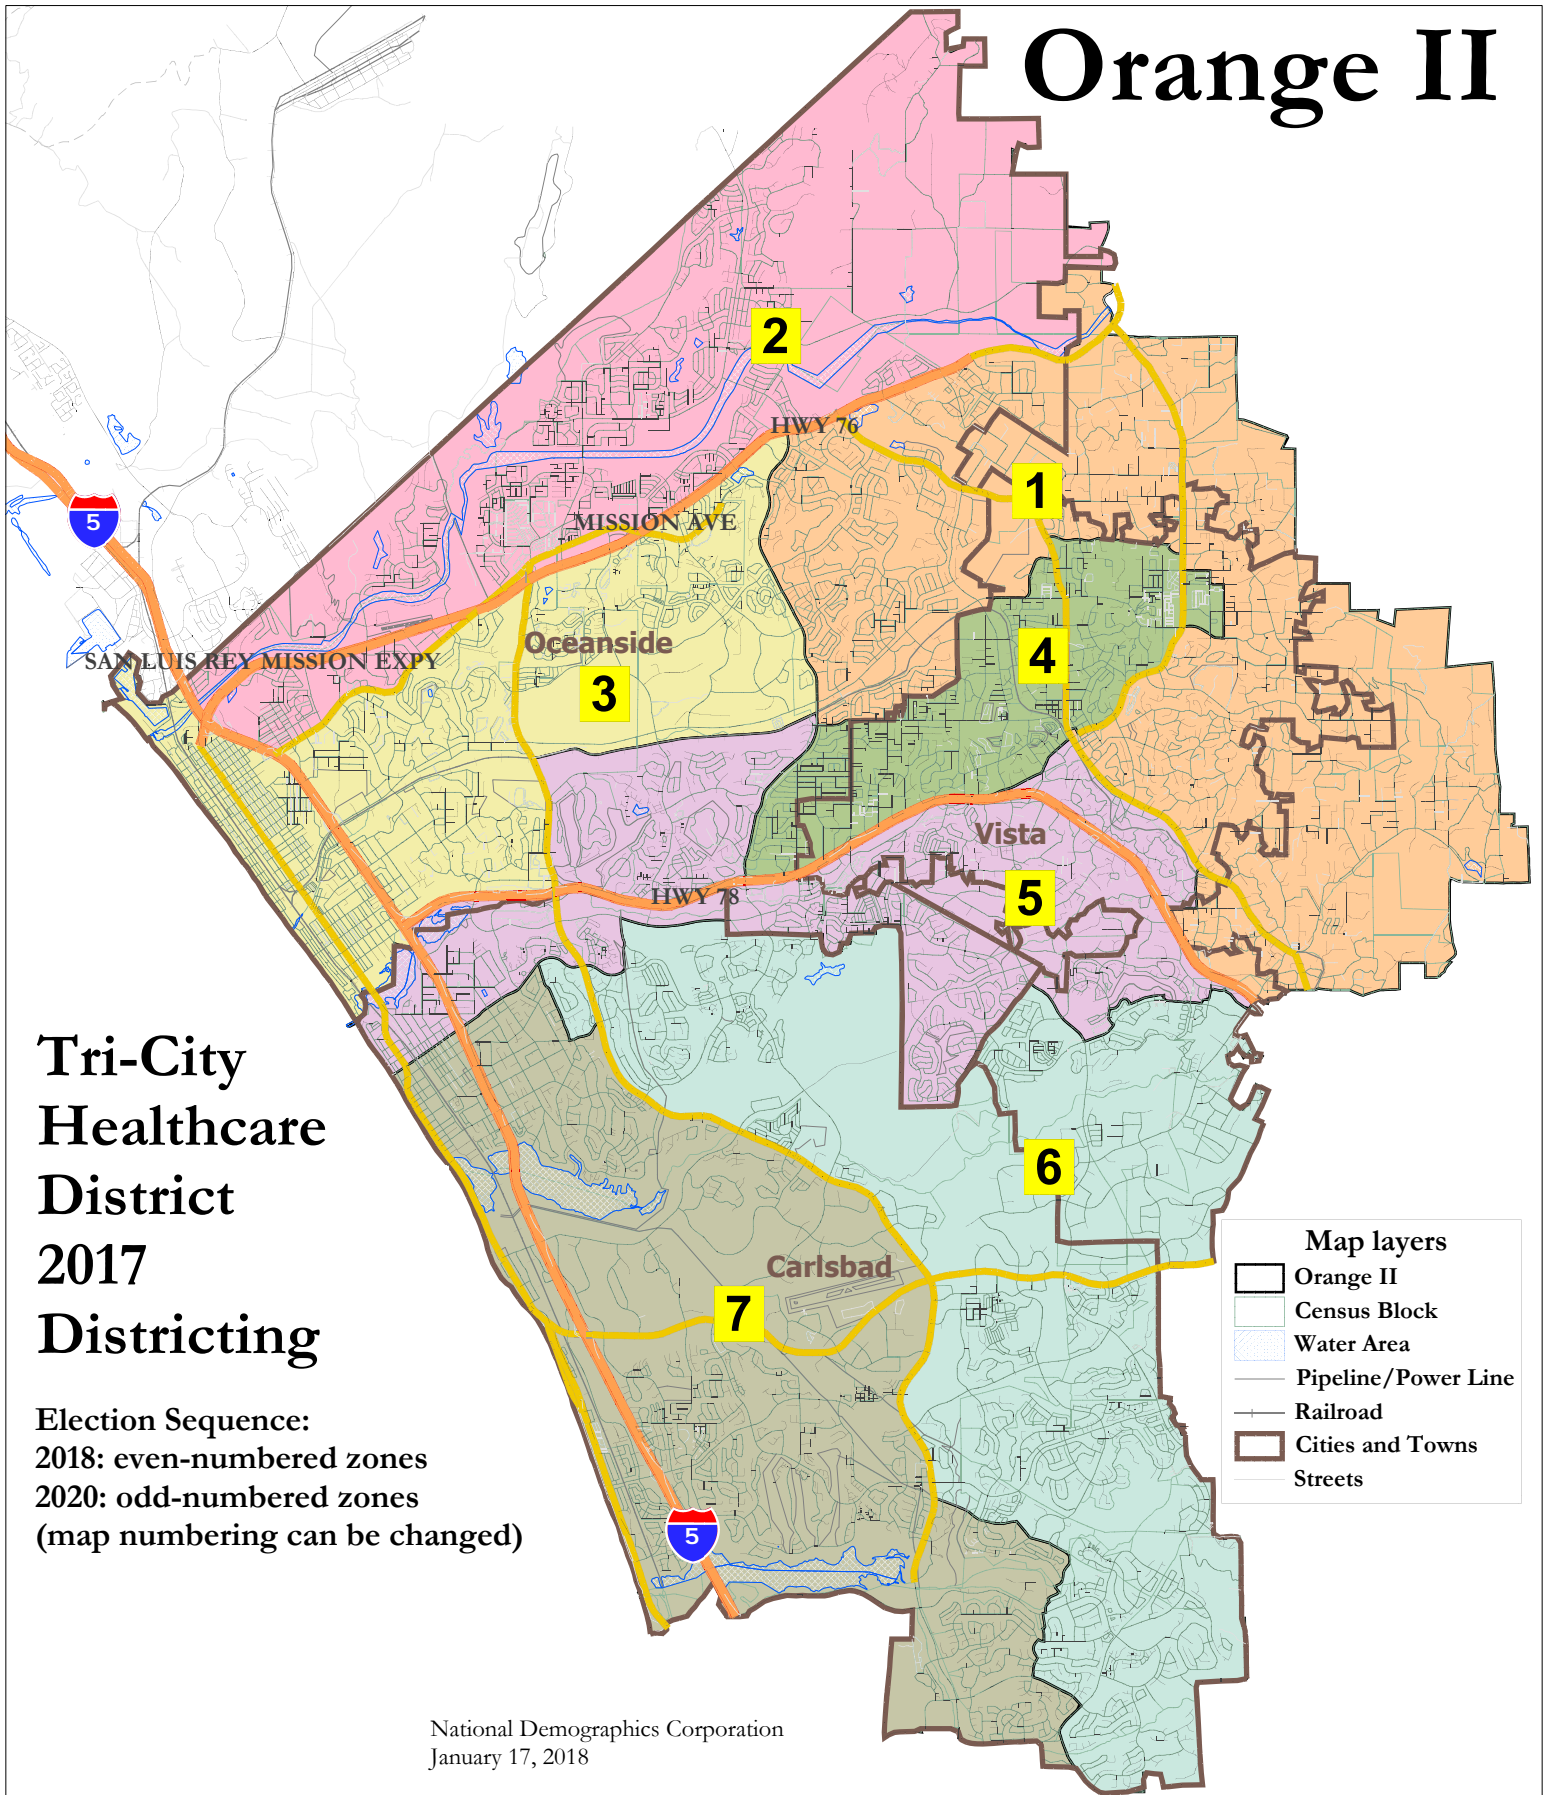 Orange II
2
HWY 76
1
5
MISSION AVE
Oceanside
4
SAN LUIS REY MISSION EXPY
3
Vista
HWY 78
5
Tri-City
Healthcare
District
2017
Districting
6
Carlsbad
7
Map layers
Orange II
Census Block
Water Area
Pipeline/Power Line
Railroad
Cities and Towns
Streets
Election Sequence:
2018: even-numbered zones
2020: odd-numbered zones
(map numbering can be changed)
5
National Demographics Corporation
January 17, 2018